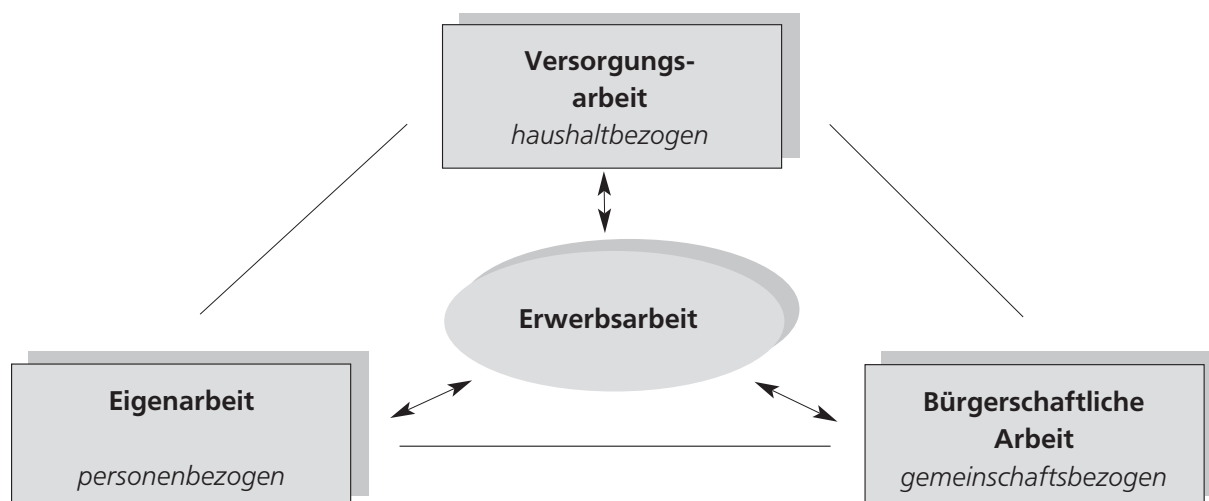 Versorgungs-
arbeit
haushaltbezogen
Erwerbsarbeit
Eigenarbeit
personenbezogen
Bürgerschaftliche
Arbeit
gemeinschaftsbezogen